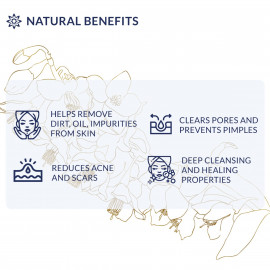 NATURAL BENEFITS
HELPS REMOVE
DIRT, OIL, IMPURITIES
FROM SKIN
CLEARS PORES AND
PREVENTS PIMPLES
REDUCES ACNE
AND SCARS
DEEP CLEANSING
AND HEALING
PROPERTIES